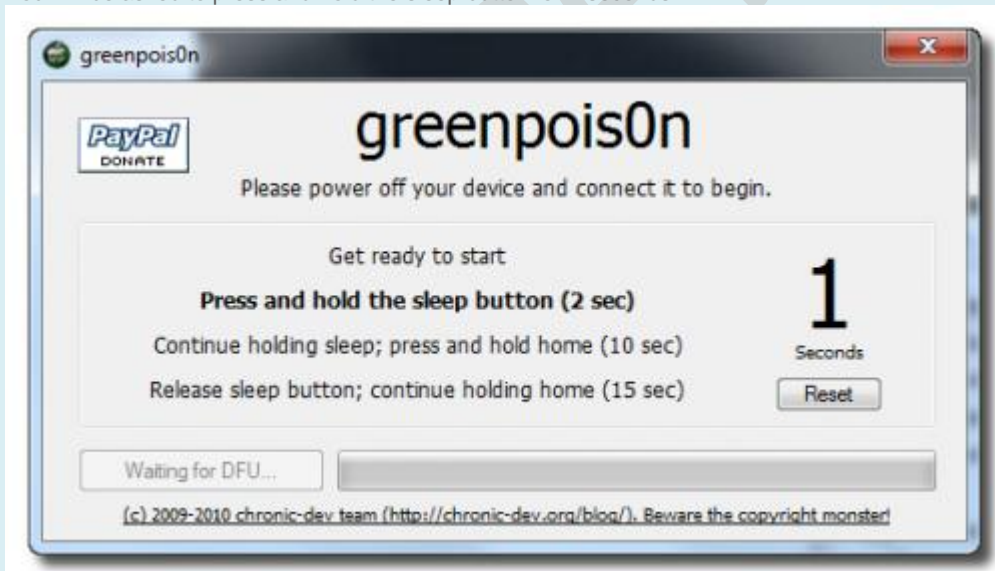 greenpois0n
PayPal
DONATE
greenpois0n
Please power off your device and connect it to begin.
Get ready to start
Press and hold the sleep button (2 sec)
Continue holding sleep; press and hold home (10 sec)
Release sleep button; continue holding home (15 sec)
1
Seconds
Reset
Waiting for DFU...
(c) 2009-2010 chronic-dev team (http://chronic-dev.org/blog/). Beware the copyright monster!